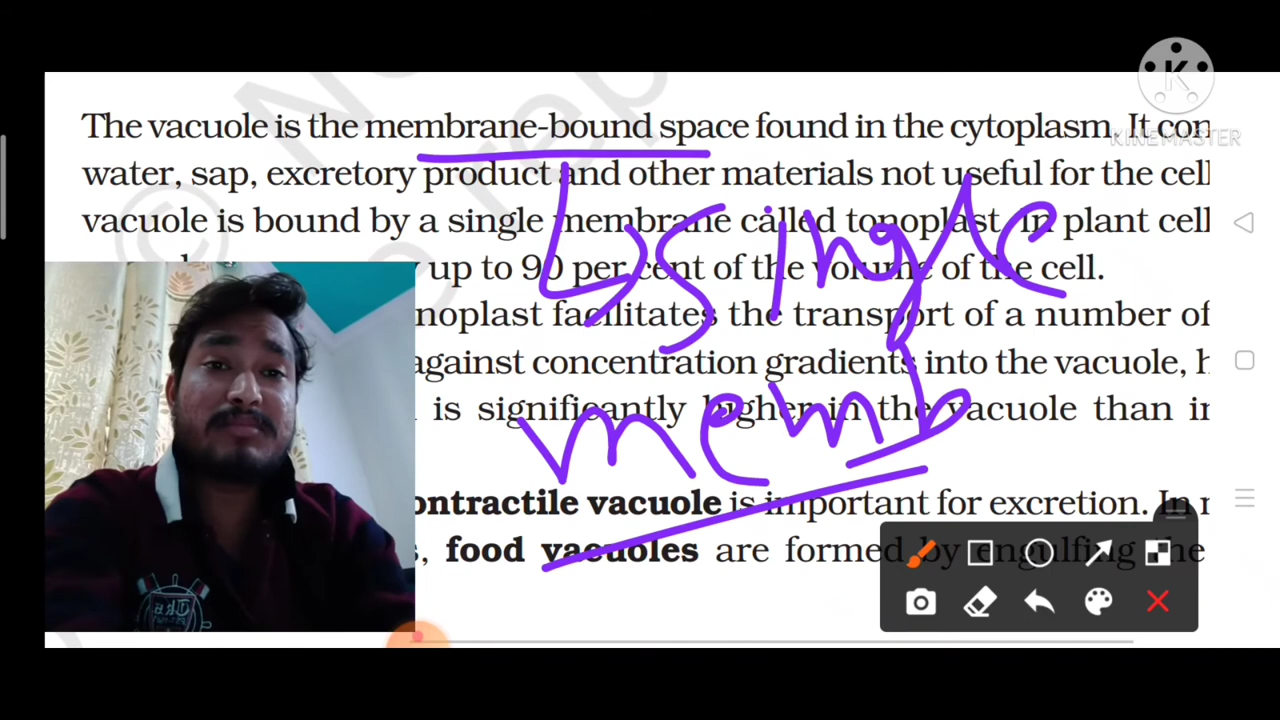 The vacuole is the membrane-bound space found in the cytoplasm. It con
water, sap, excretory product and other materials not useful for the cell
vacuole is bound by a single membrane called tonoplast. In plant cell
up to 90 per cent of the volume of the cell.
noplast facilitates the transport of a number of
against concentration gradients into the vacuole, h
is significantly higher in the vacuole than in
ontractile vacuole is important for excretion. In
, food vacuoles are formed by engulfing the
single
memb
K
KINEMASTER